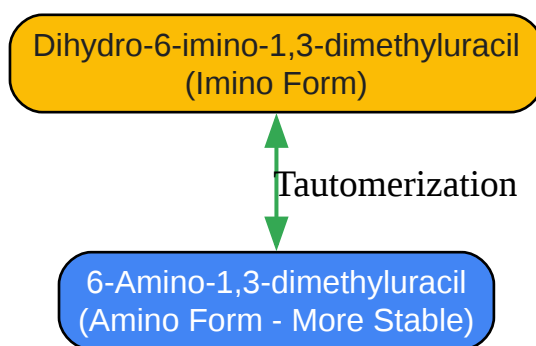 Dihydro-6-imino-1,3-dimethyluracil
(Imino Form)
Tautomerization
6-Amino-1,3-dimethyluracil
(Amino Form - More Stable)